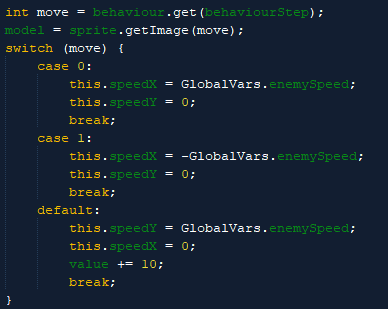 int move = behaviour.get(behaviourStep);
model = sprite.getImage(move);
switch (move) {
    case 0:
        this.speedX = GlobalVars.enemySpeed;
        this.speedY = 0;
        break;
    case 1:
        this.speedX = -GlobalVars.enemySpeed;
        this.speedY = 0;
        break;
    default:
        this.speedY = GlobalVars.enemySpeed;
        this.speedX = 0;
        value += 10;
        break;
}